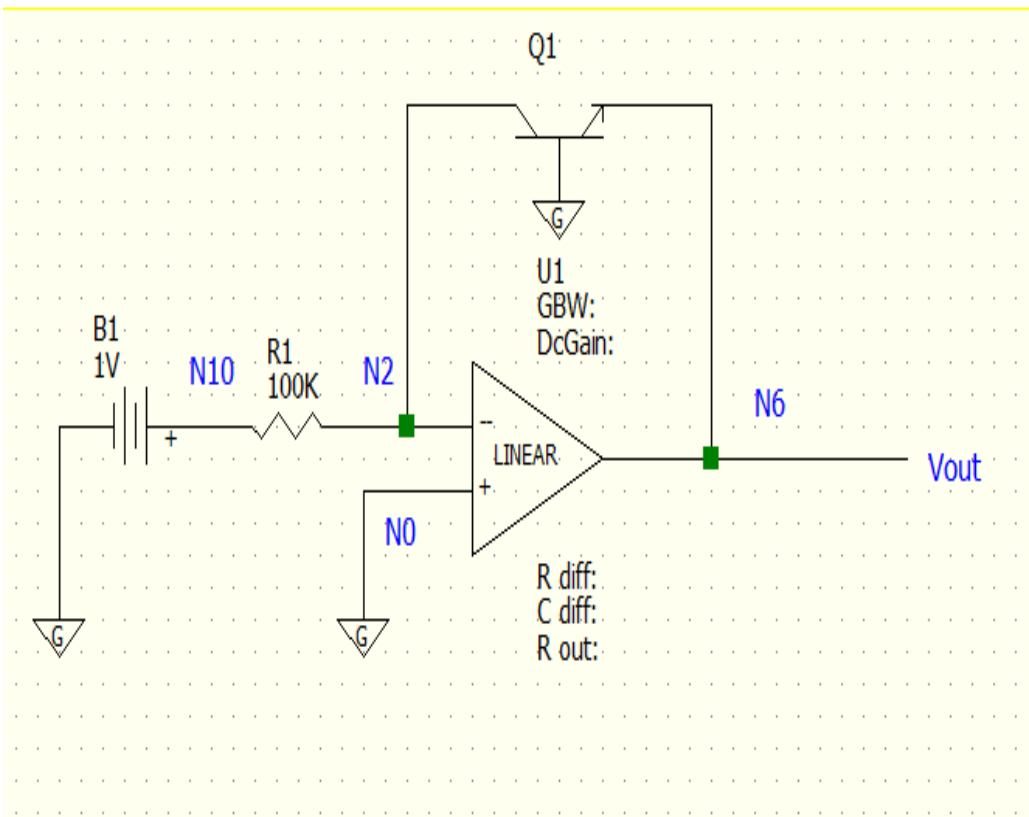 Q1
G
U1
GBW:
DcGain:
B1
1V
N10
R1
100K
N2
N6
+
--
LINEAR
+
Vout
N0
G
G
R diff:
C diff:
R out: